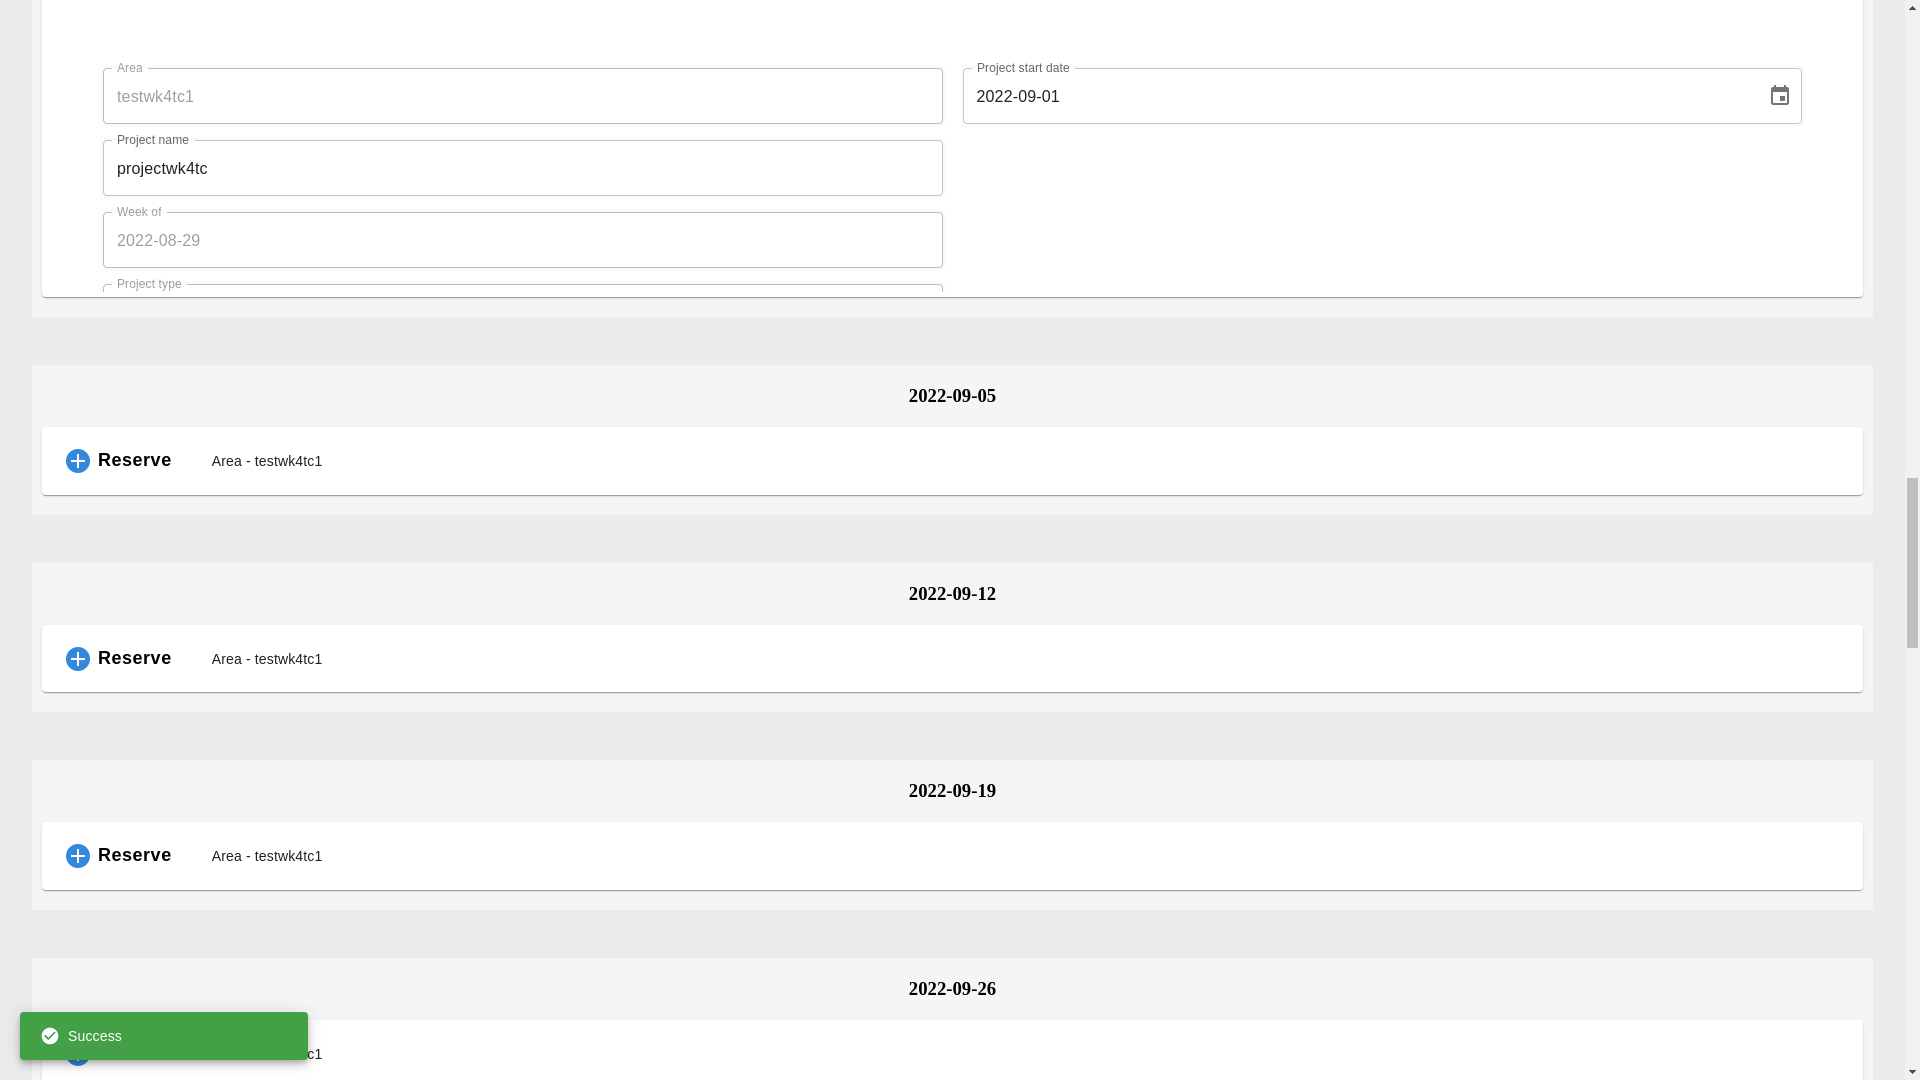 Area
testwk4tc1
Project start date
2022-09-01
Project name
projectwk4tc
Week of
2022-08-29
Project type
2022-09-05
Reserve Area - testwk4tc1
2022-09-12
Reserve Area - testwk4tc1
2022-09-19
Reserve Area - testwk4tc1
2022-09-26
Success
c1